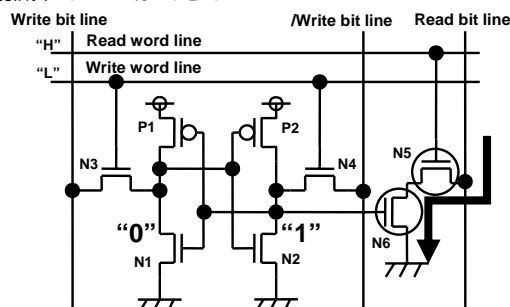 Write bit line
/Write bit line
Read bit line
“H”
Read word line
“L”
Write word line
P1
P2
N3
N4
N5
“0”
“1”
N6
N1
N2